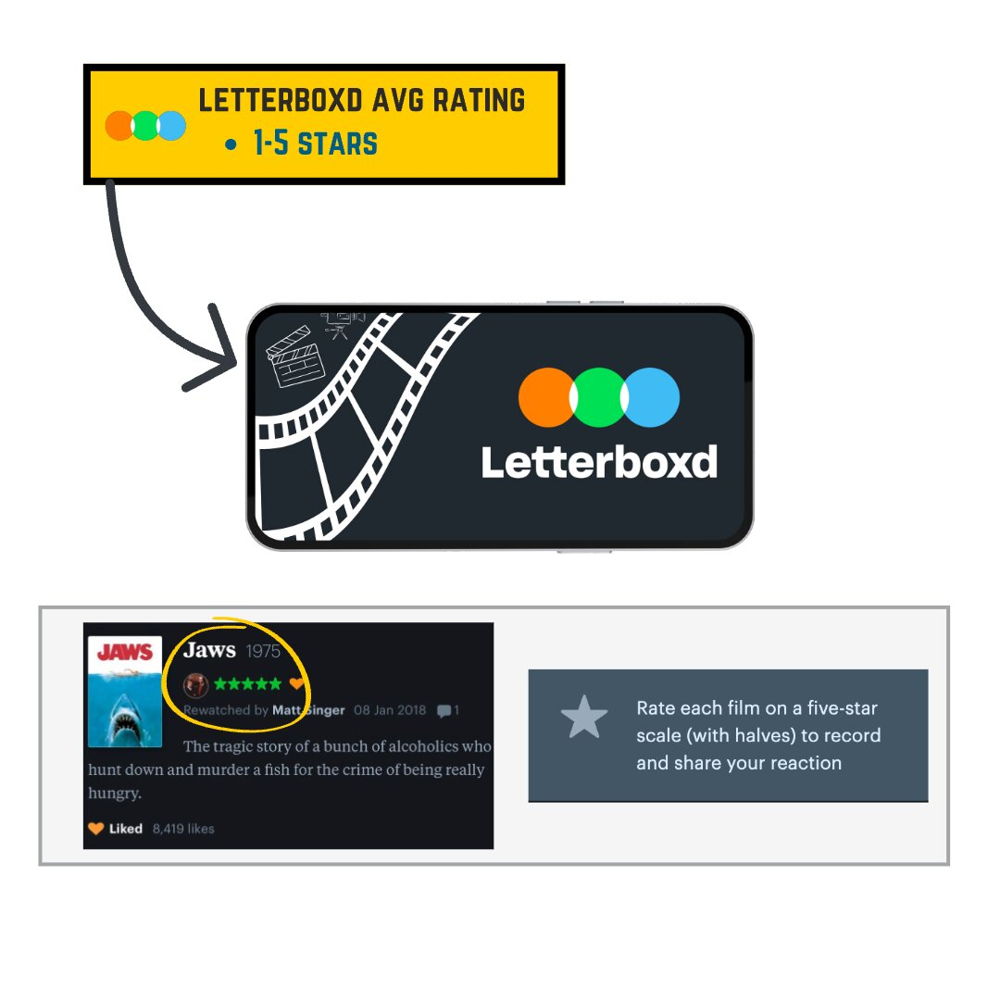 LETTERBOXD AVG RATING
• 1-5 STARS
Letterboxd
JAWS
Jaws 1975
★★★★★
Rewatched by Matt Singer 08 Jan 2018 1
The tragic story of a bunch of alcoholics who
hunt down and murder a fish for the crime of being really
hungry.
Liked 8,419 likes
Rate each film on a five-star
scale (with halves) to record
and share your reaction